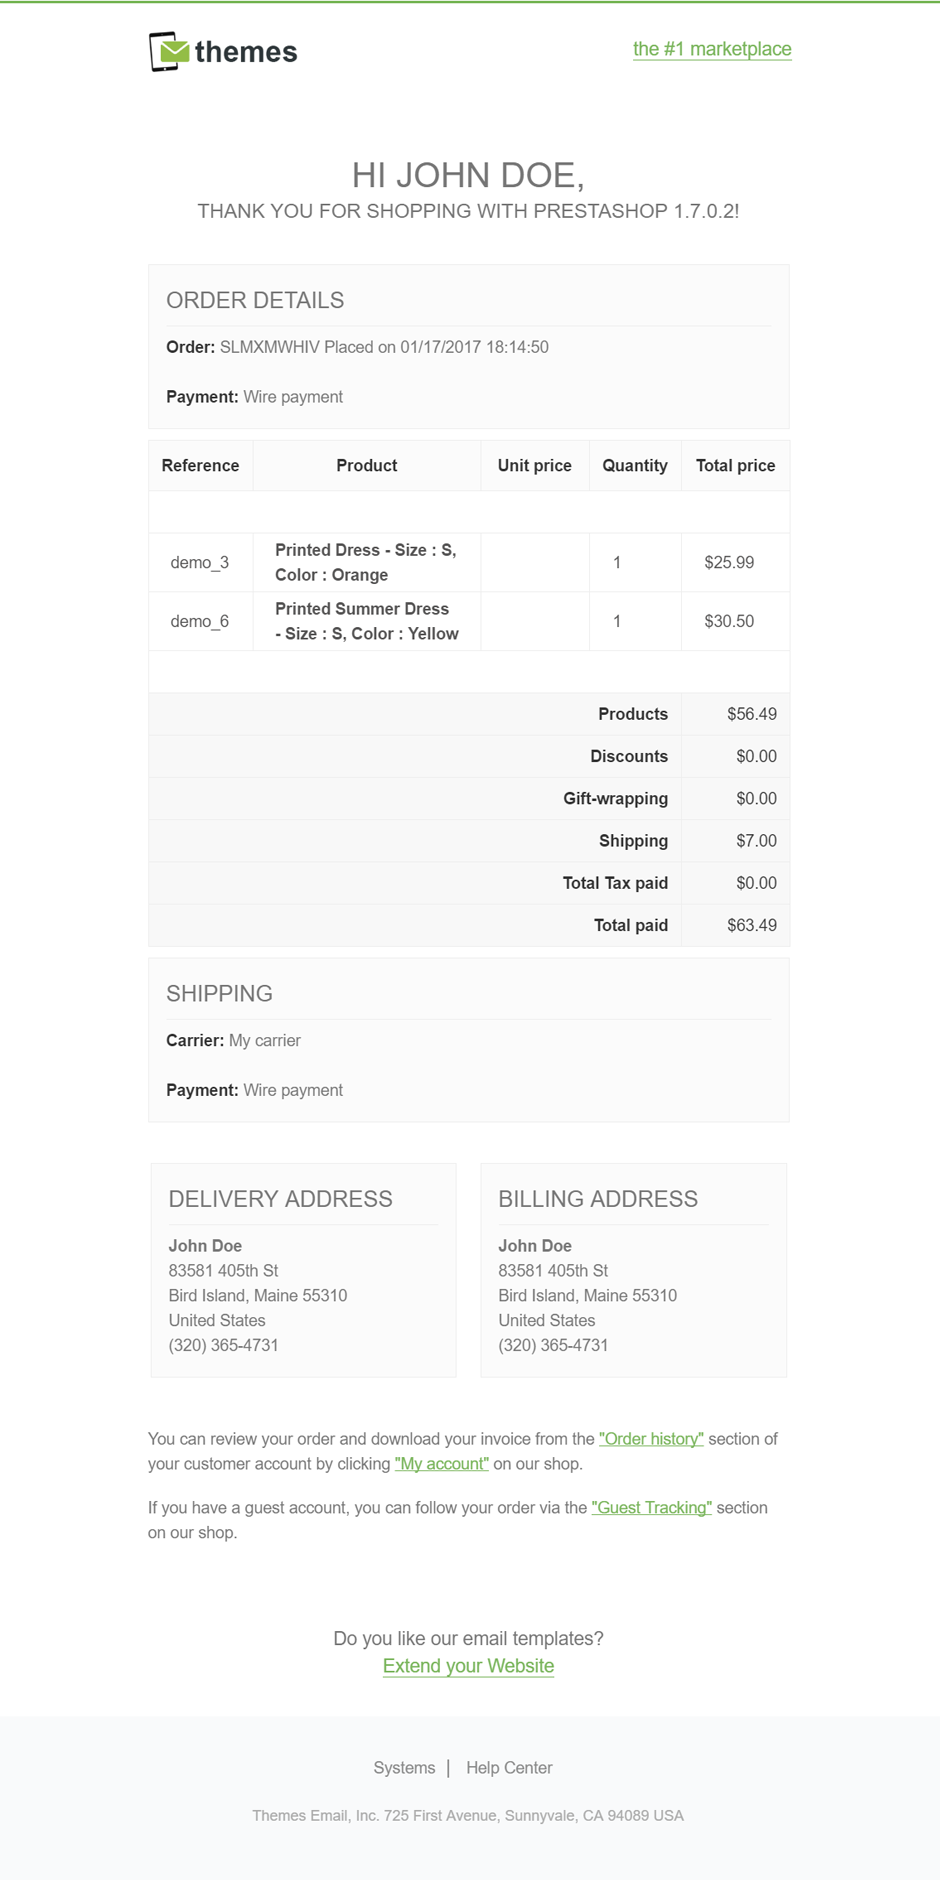 themes
the #1 marketplace
HI JOHN DOE,
THANK YOU FOR SHOPPING WITH PRESTASHOP 1.7.0.2!
ORDER DETAILS
Order: SLMXMWHIV Placed on 01/17/2017 18:14:50
Payment: Wire payment
Reference Product Unit price Quantity Total price
demo_3 Printed Dress - Size : S, 1 $25.99
Color : Orange
demo_6 Printed Summer Dress 1 $30.50
- Size : S, Color : Yellow
Products $56.49
Discounts $0.00
Gift-wrapping $0.00
Shipping $7.00
Total Tax paid $0.00
Total paid $63.49
SHIPPING
Carrier: My carrier
Payment: Wire payment
DELIVERY ADDRESS
John Doe
83581 405th St
Bird Island, Maine 55310
United States
(320) 365-4731
BILLING ADDRESS
John Doe
83581 405th St
Bird Island, Maine 55310
United States
(320) 365-4731
You can review your order and download your invoice from the "Order history" section of
your customer account by clicking "My account" on our shop.
If you have a guest account, you can follow your order via the "Guest Tracking" section
on our shop.
Do you like our email templates?
Extend your Website
Systems | Help Center
Themes Email, Inc. 725 First Avenue, Sunnyvale, CA 94089 USA